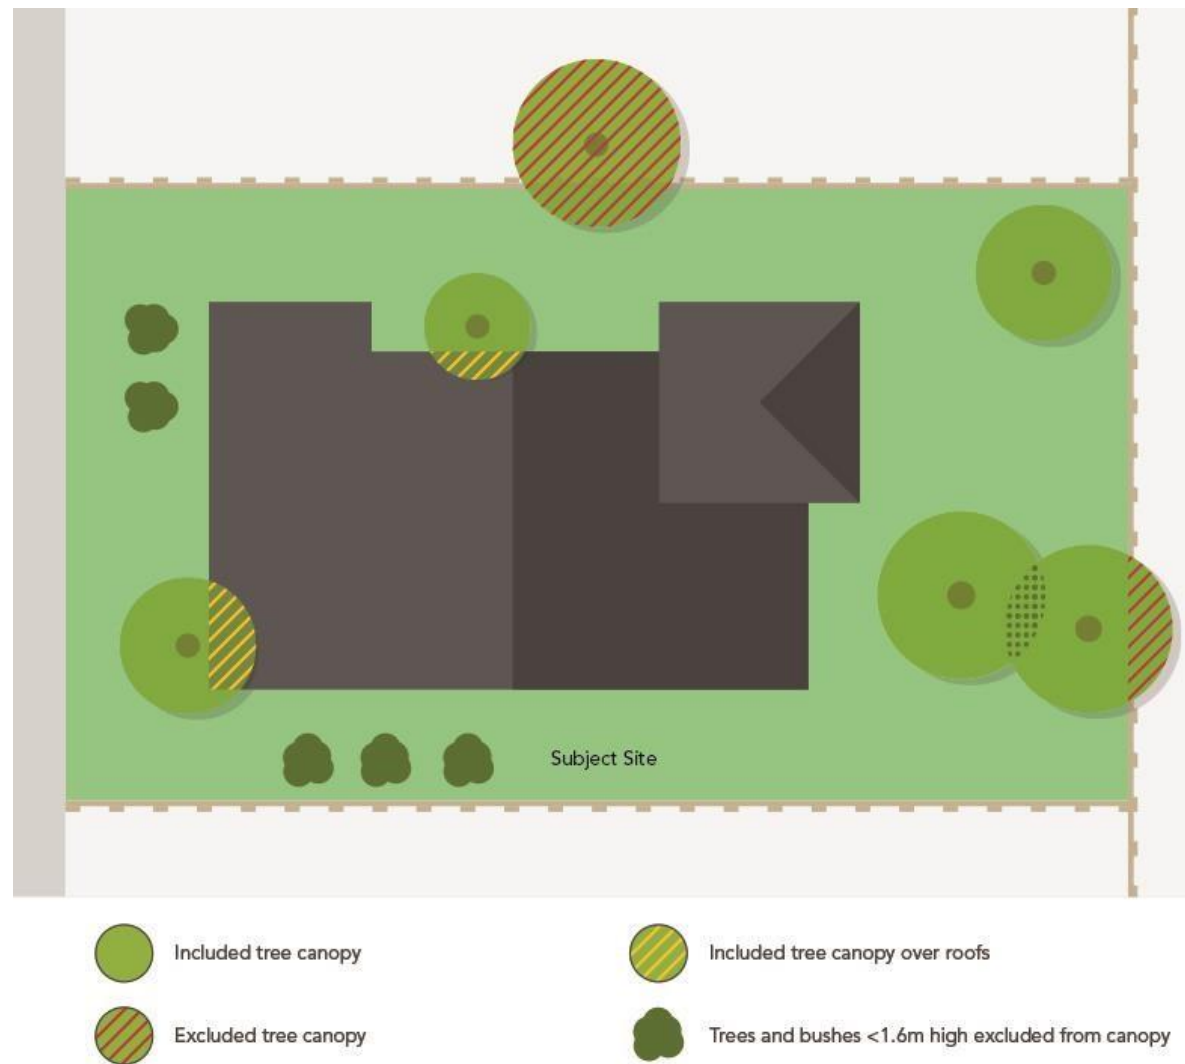 Subject Site
Included tree canopy
Included tree canopy over roofs
Excluded tree canopy
Trees and bushes <1.6m high excluded from canopy